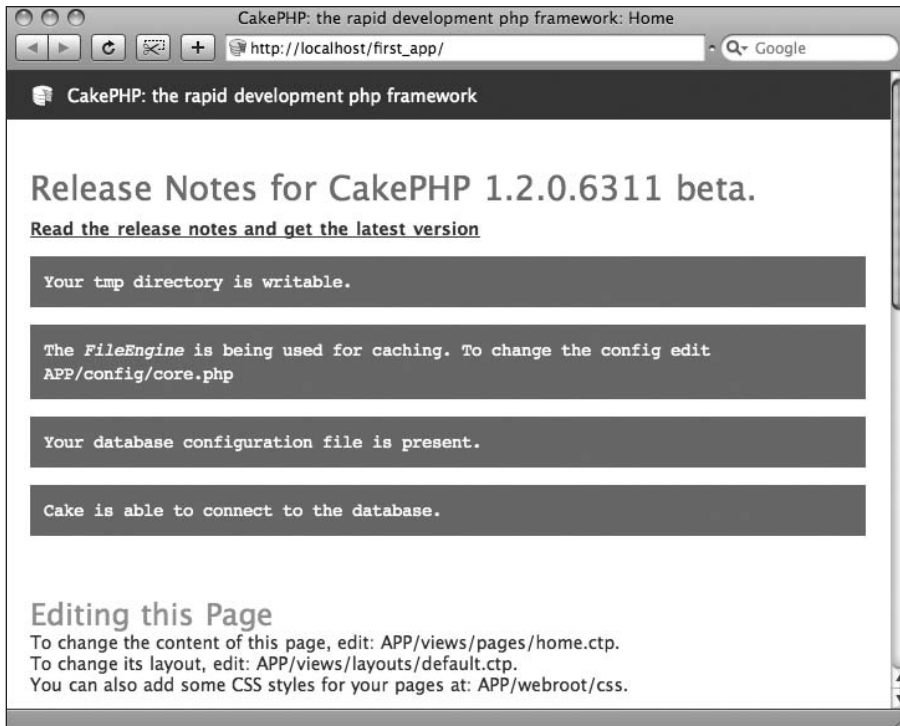 CakePHP: the rapid development php framework: Home
http://localhost/first_app/
Google
CakePHP: the rapid development php framework
Release Notes for CakePHP 1.2.0.6311 beta.
Read the release notes and get the latest version
Your tmp directory is writable.
The FileEngine is being used for caching. To change the config edit
APP/config/core.php
Your database configuration file is present.
Cake is able to connect to the database.
Editing this Page
To change the content of this page, edit: APP/views/pages/home.ctp.
To change its layout, edit: APP/views/layouts/default.ctp.
You can also add some CSS styles for your pages at: APP/webroot/css.